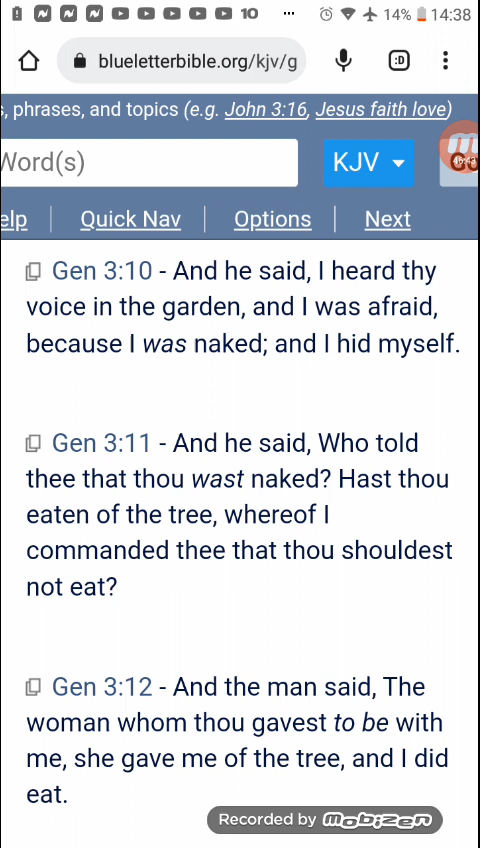 10 ... 14% 14:38
blueletterbible.org/kjv/g :D
s, phrases, and topics (e.g. John 3:16, Jesus faith love)
Word(s) KJV
elp | Quick Nav | Options | Next
Gen 3:10 - And he said, I heard thy
voice in the garden, and I was afraid,
because I was naked; and I hid myself.
Gen 3:11 - And he said, Who told
thee that thou wast naked? Hast thou
eaten of the tree, whereof I
commanded thee that thou shouldest
not eat?
Gen 3:12 - And the man said, The
woman whom thou gavest to be with
me, she gave me of the tree, and I did
eat.
Recorded by mobizen